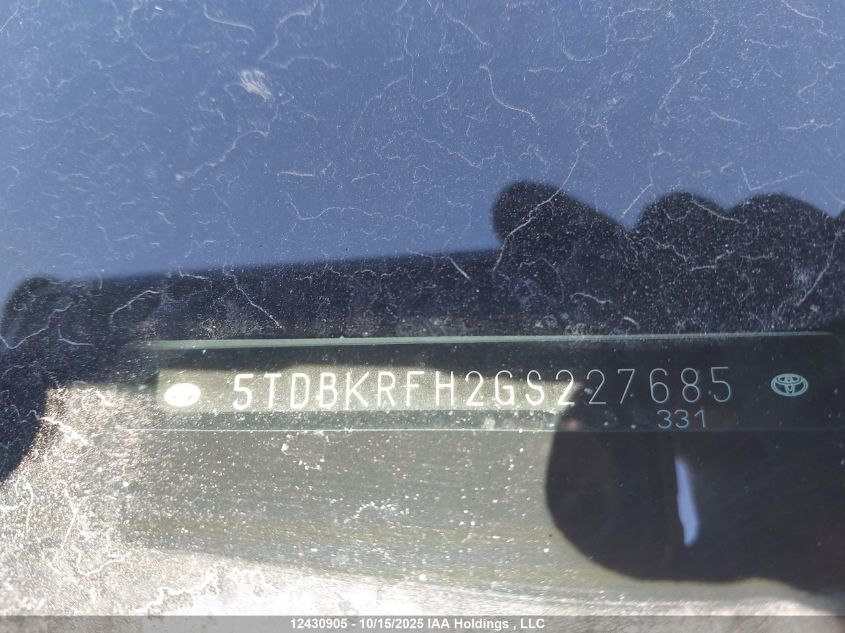 5TDBKRFH2GS227685
331
12430905 - 10/15/2025 IAA Holdings , LLC